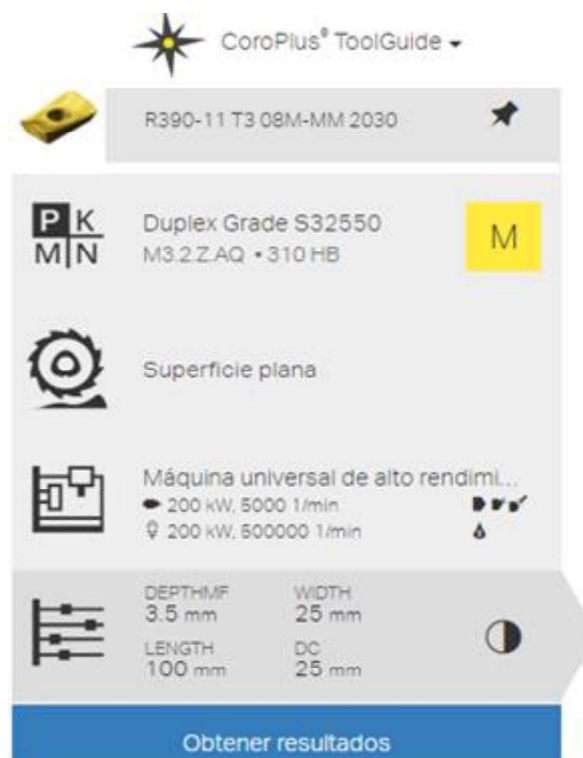 CoroPlus® ToolGuide
R390-11 T3 08M-MM 2030
P K
M N
Duplex Grade S32550
M3.2.Z.AQ • 310 HB
M
Superficie plana
Máquina universal de alto rendimi...
200 kW, 5000 1/min
200 kW, 500000 1/min
DEPTHMF WIDTH
3.5 mm 25 mm
LENGTH DC
100 mm 25 mm
Obtener resultados